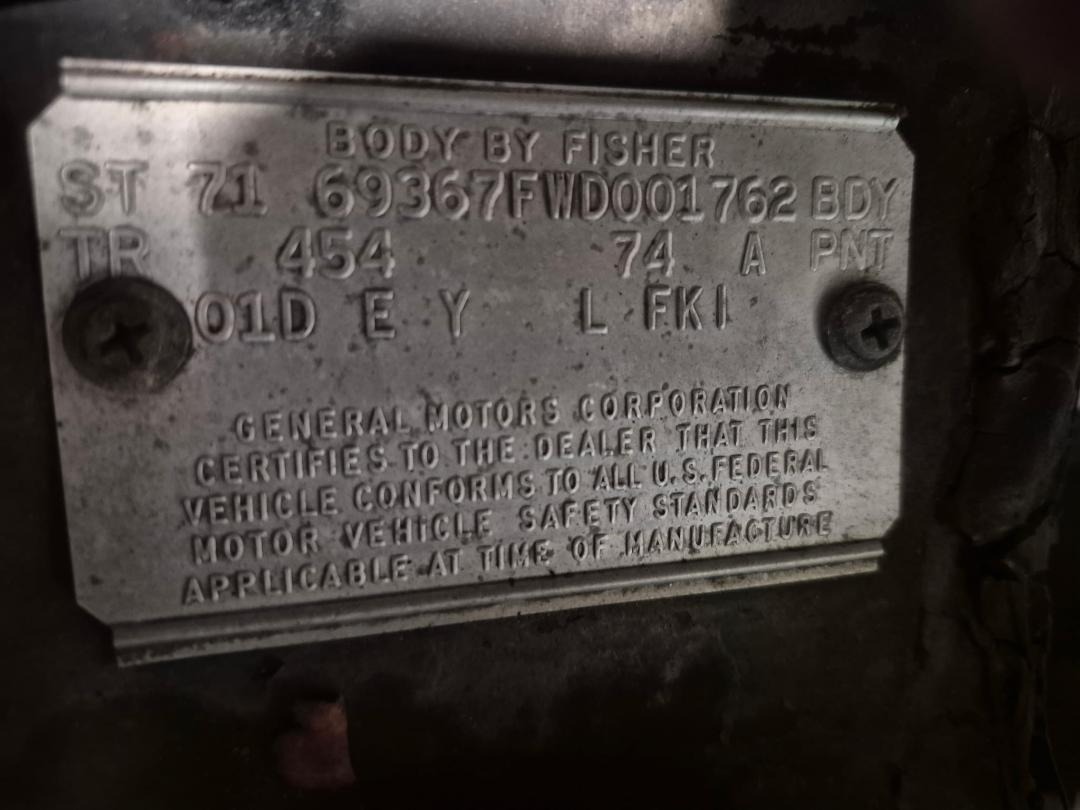 BODY BY FISHER
ST 71 69367FWD001762 BDY
TR 454 74 A PNT
01D E Y L FKI
GENERAL MOTORS CORPORATION
CERTIFIES TO THE DEALER THAT THIS
VEHICLE CONFORMS TO ALL U.S. FEDERAL
MOTOR VEHICLE SAFETY STANDARDS
APPLICABLE AT TIME OF MANUFACTURE